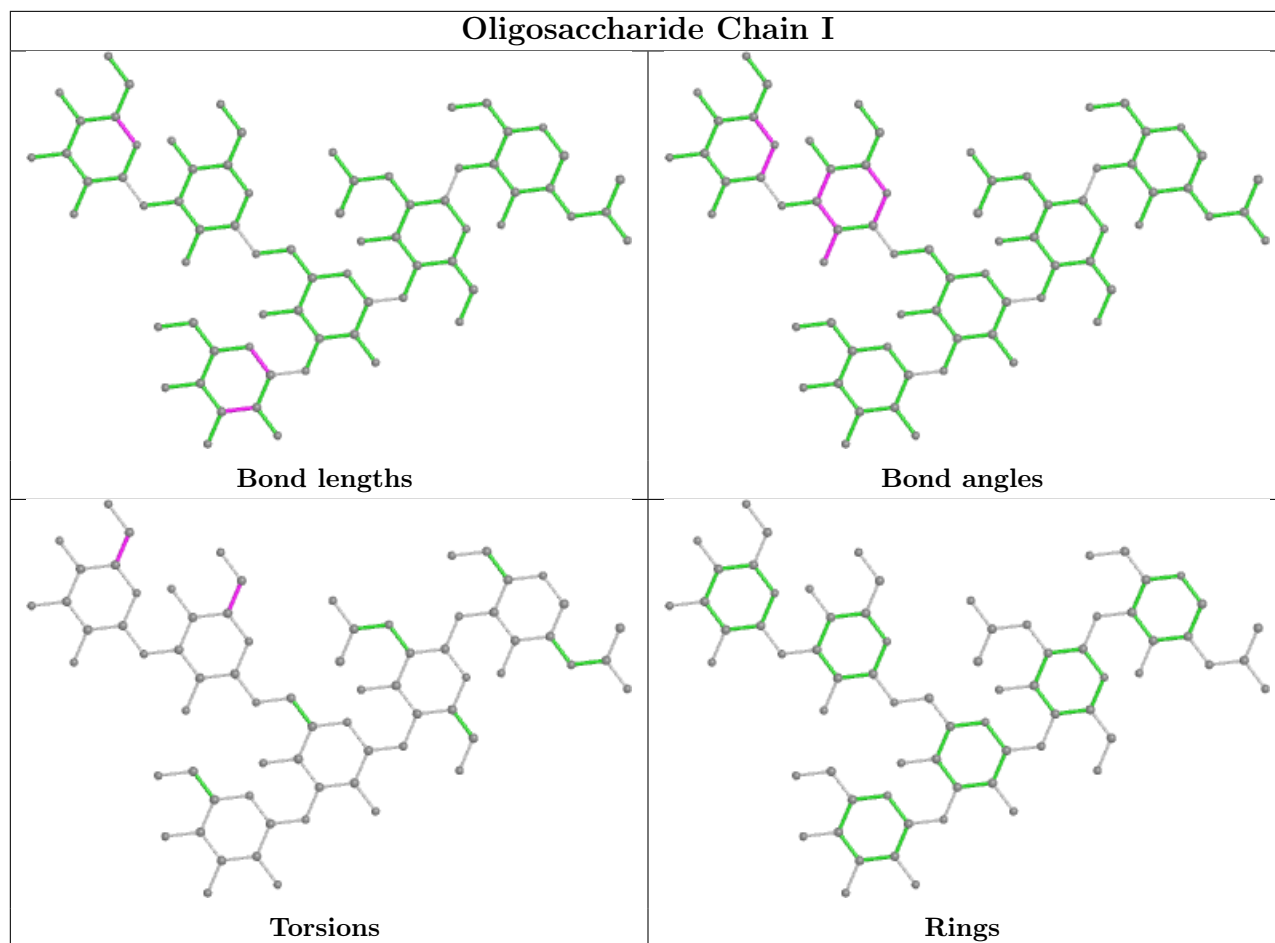 Oligosaccharide Chain I
Bond lengths
Bond angles
Torsions
Rings